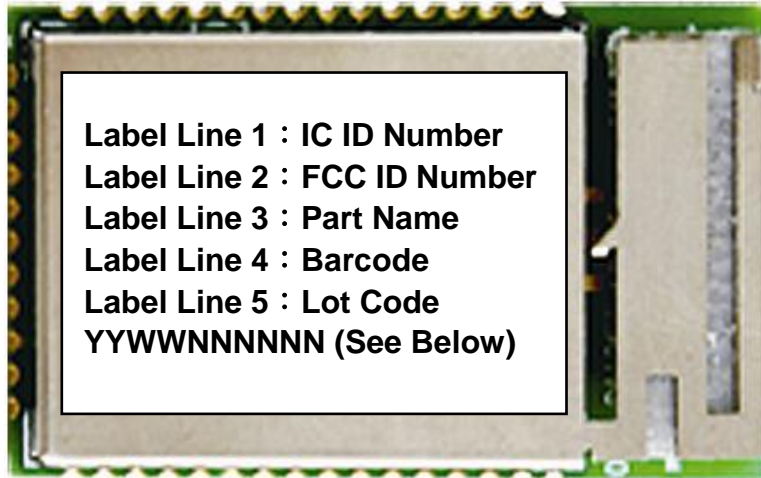 Label Line 1：IC ID Number
Label Line 2：FCC ID Number
Label Line 3：Part Name
Label Line 4：Barcode
Label Line 5：Lot Code
YYWWNNNNNN (See Below)